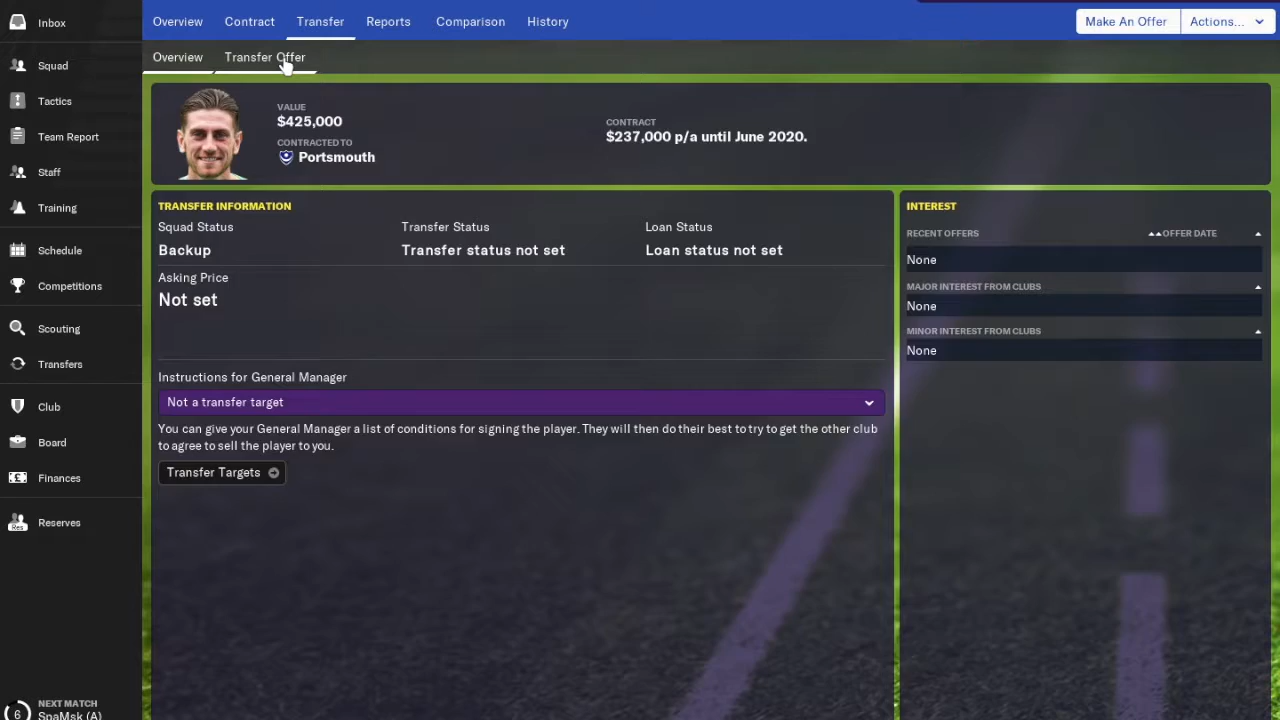 Inbox
Squad
Tactics
Team Report
Staff
Training
Schedule
Competitions
Scouting
Transfers
Club
Board
Finances
Res
Reserves
6
NEXT MATCH
SpaMsk (A)
Overview Contract Transfer Reports Comparison History
Make An Offer Actions...
Overview Transfer Offer
VALUE
$425,000
CONTRACTED TO
Portsmouth
CONTRACT
$237,000 p/a until June 2020.
TRANSFER INFORMATION
Squad Status Transfer Status Loan Status
Backup Transfer status not set Loan status not set
Asking Price
Not set
Instructions for General Manager
Not a transfer target
You can give your General Manager a list of conditions for signing the player. They will then do their best to try to get the other club
to agree to sell the player to you.
Transfer Targets
INTEREST
RECENT OFFERS OFFER DATE
None
MAJOR INTEREST FROM CLUBS
None
MINOR INTEREST FROM CLUBS
None